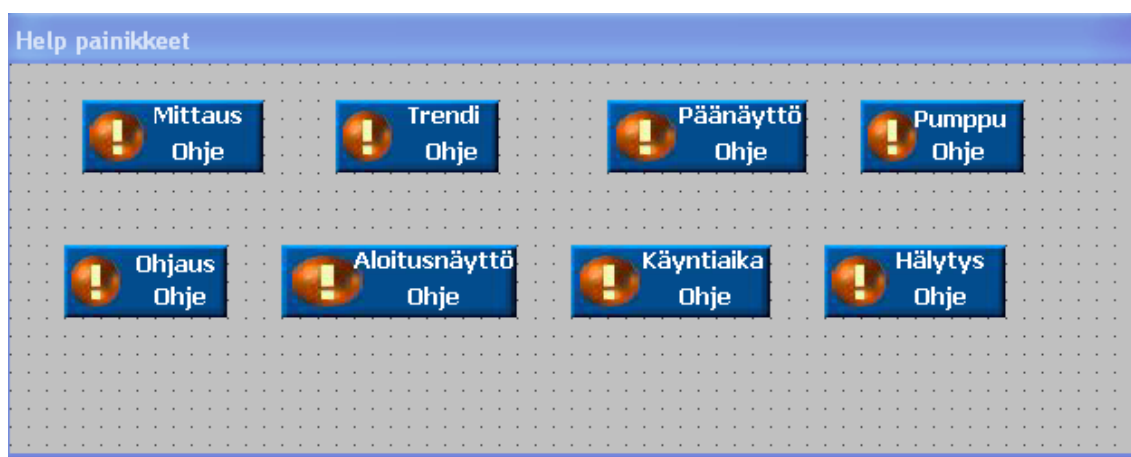 Help painikkeet
Mittaus
Ohje
Trendi
Ohje
Päänäyttö
Ohje
Pumppu
Ohje
Ohjaus
Ohje
Aloitusnäyttö
Ohje
Käyntiaika
Ohje
Hälytys
Ohje